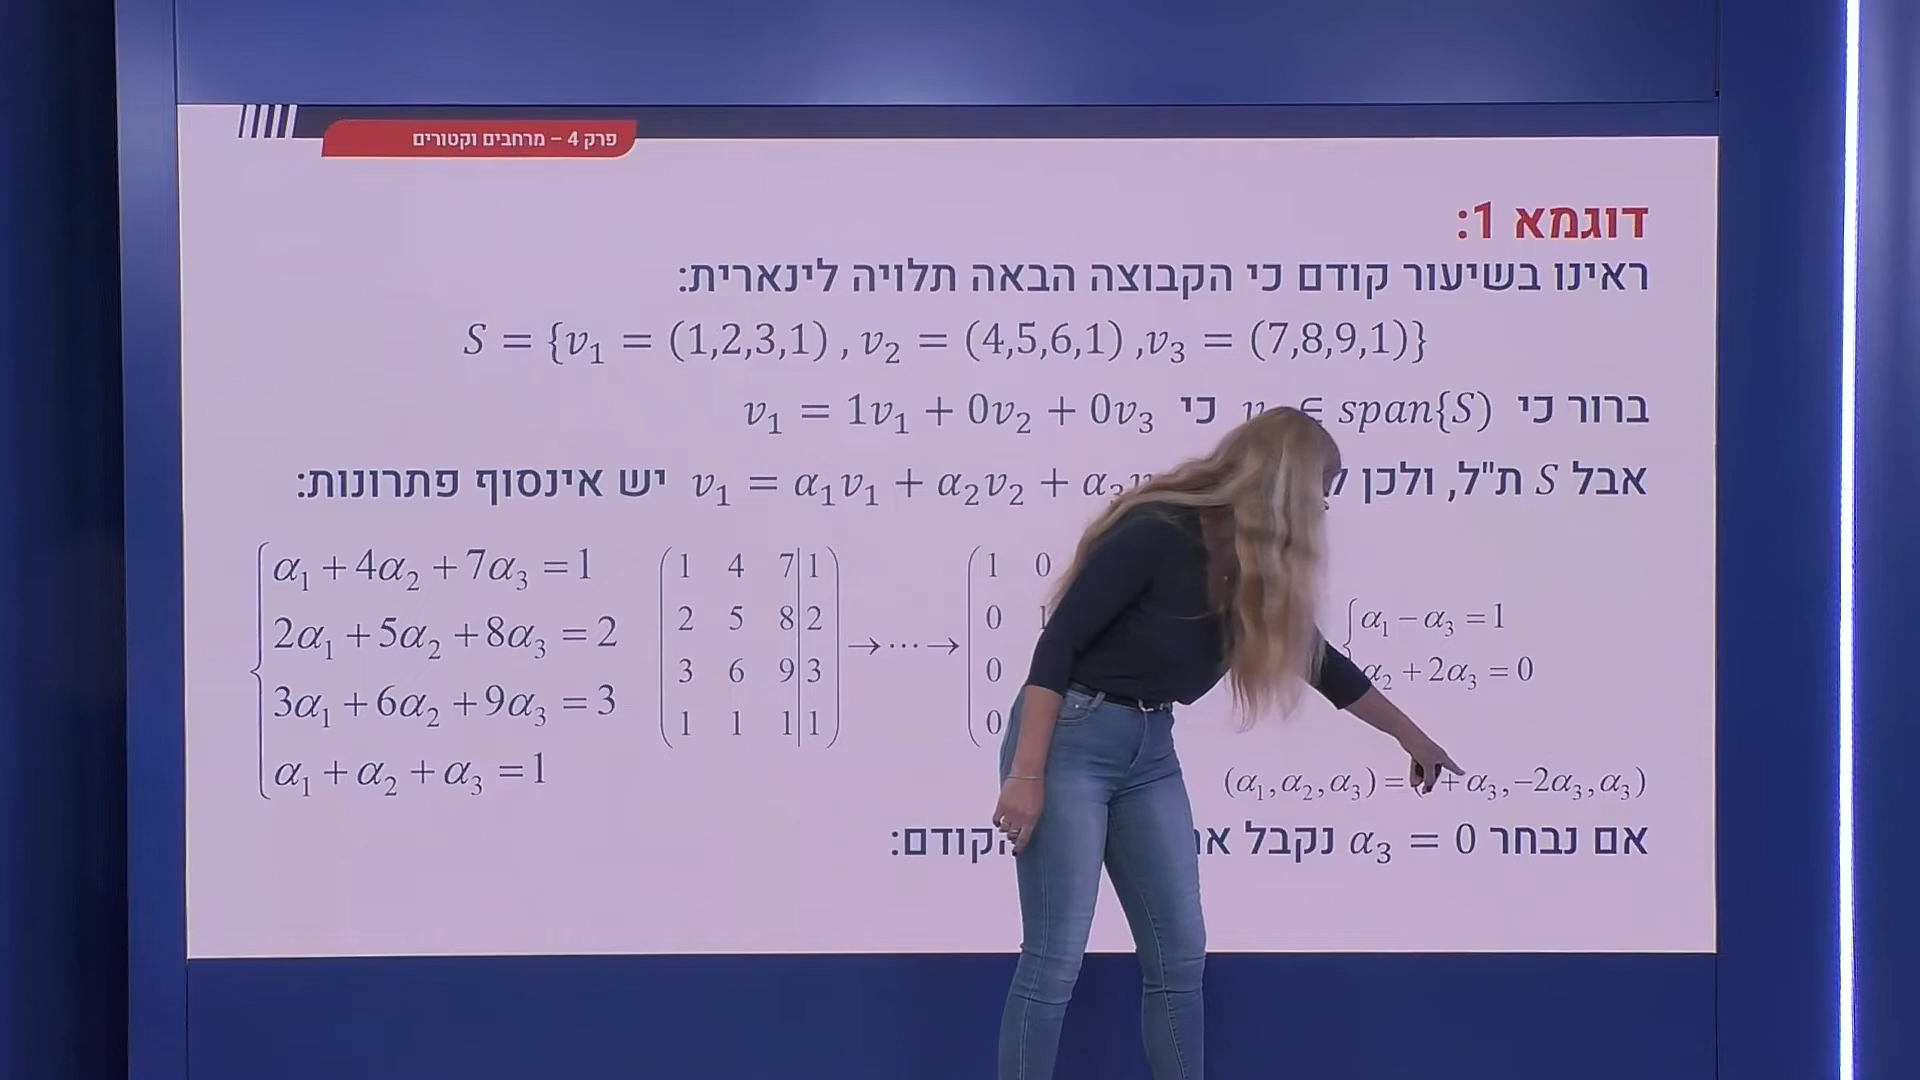 פרק 4 – מרחבים וקטורים
דוגמא 1:
ראינו בשיעור קודם כי הקבוצה הבאה תלויה לינארית:
S = {v₁ = (1,2,3,1) , v₂ = (4,5,6,1) ,v₃ = (7,8,9,1)}
ברור כי ∈ span{S) כי v₁ = 1v₁ + 0v₂ + 0v₃
אבל S ת"ל, ולכן v₁ = α₁v₁ + α₂v₂ + α₃ יש אינסוף פתרונות:
α₁ + 4α₂ + 7α₃ = 1
2α₁ + 5α₂ + 8α₃ = 2
3α₁ + 6α₂ + 9α₃ = 3
α₁ + α₂ + α₃ = 1
1 4 7 | 1
2 5 8 | 2
3 6 9 | 3
1 1 1 | 1
→ ⋯ →
1 0
0 1
0
0
α₁ − α₃ = 1
α₂ + 2α₃ = 0
(α₁, α₂, α₃) = ( +α₃, −2α₃, α₃)
אם נבחר α₃ = 0 נקבל הקודם: